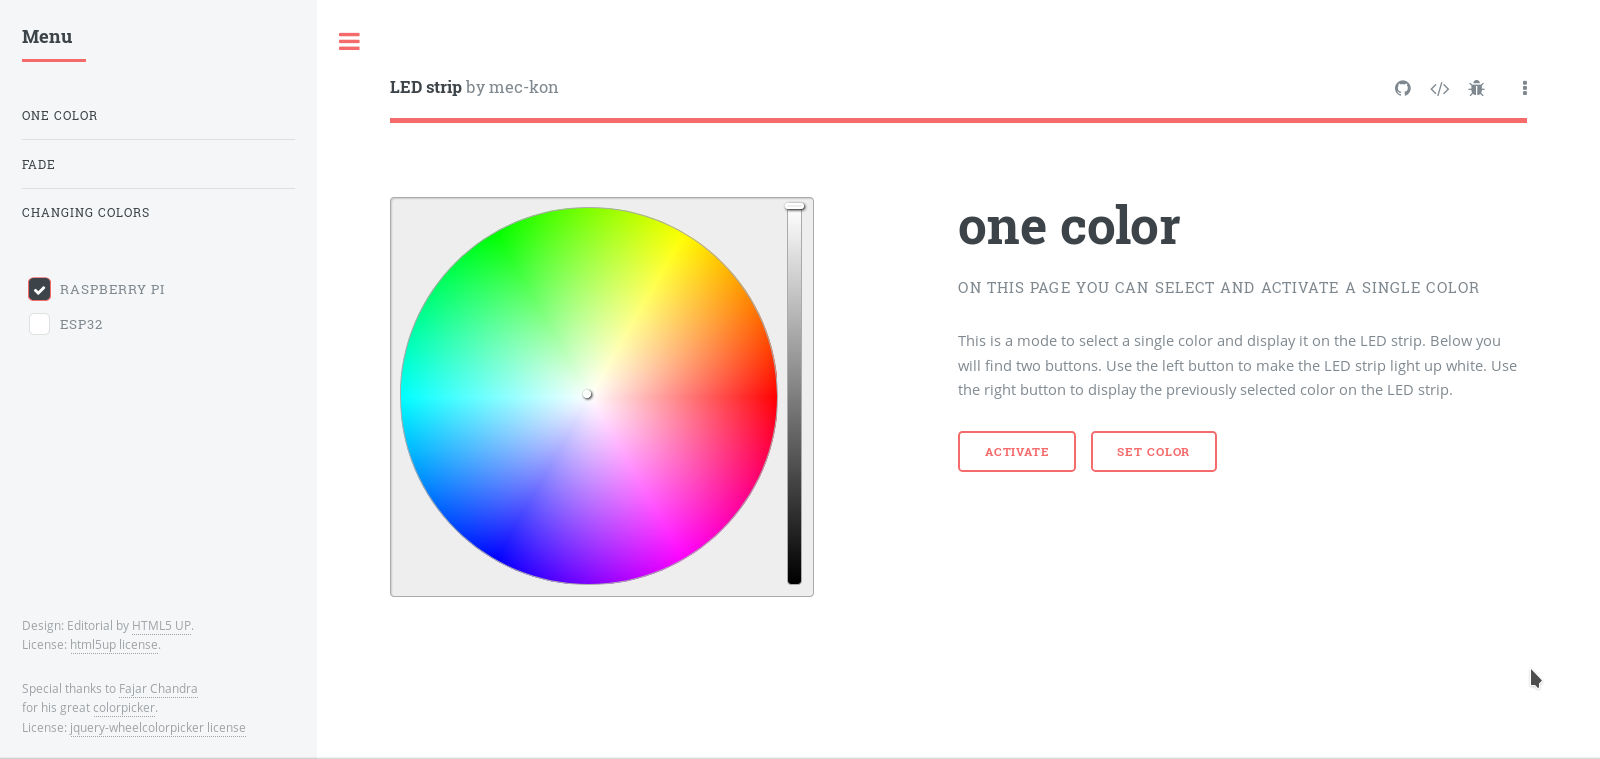 Menu
ONE COLOR
FADE
CHANGING COLORS
RASPBERRY PI
ESP32
Design: Editorial by HTML5 UP.
License: html5up license.
Special thanks to Fajar Chandra
for his great colorpicker.
License: jquery-wheelcolorpicker license
LED strip by mec-kon
one color
ON THIS PAGE YOU CAN SELECT AND ACTIVATE A SINGLE COLOR
This is a mode to select a single color and display it on the LED strip. Below you
will find two buttons. Use the left button to make the LED strip light up white. Use
the right button to display the previously selected color on the LED strip.
ACTIVATE
SET COLOR